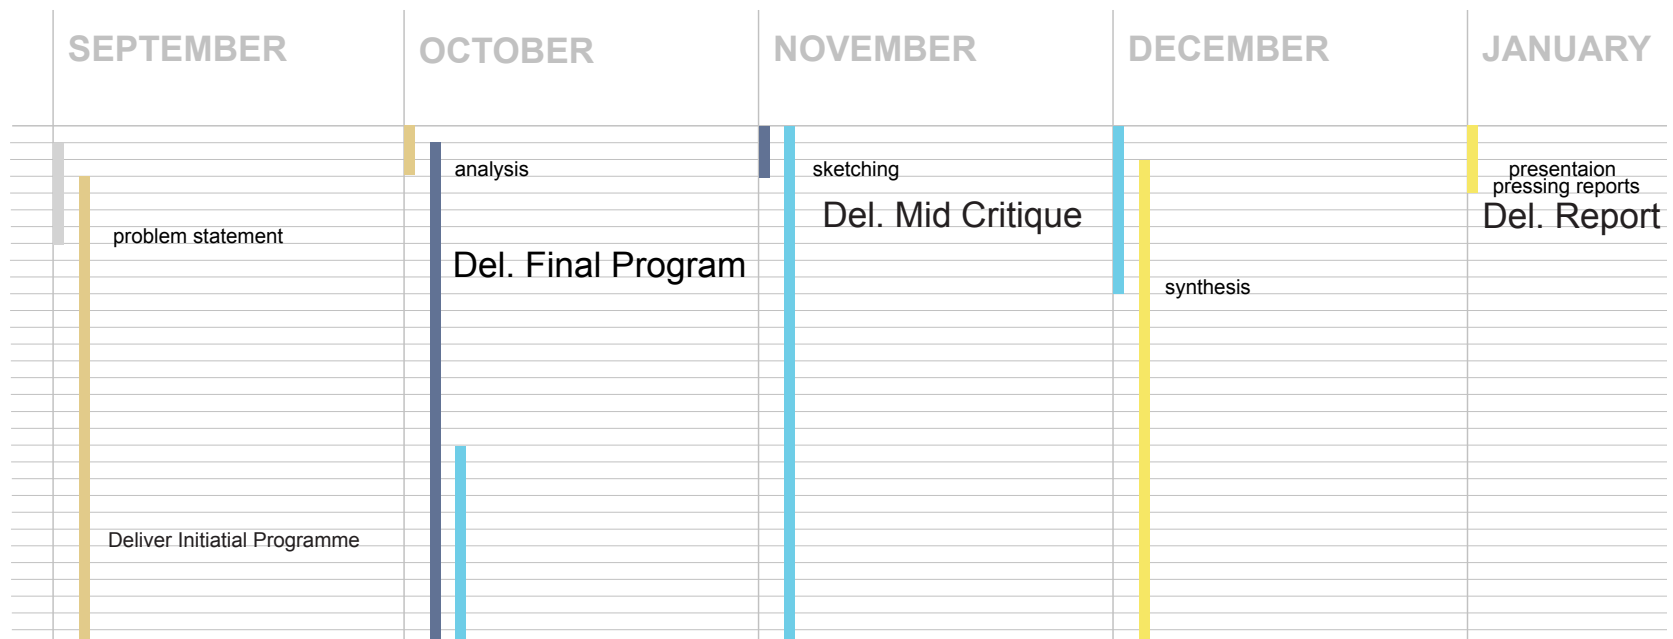 SEPTEMBER
OCTOBER
NOVEMBER
DECEMBER
JANUARY
problem statement
Deliver Initiatial Programme
analysis
Del. Final Program
sketching
Del. Mid Critique
synthesis
presentaion
pressing reports
Del. Report